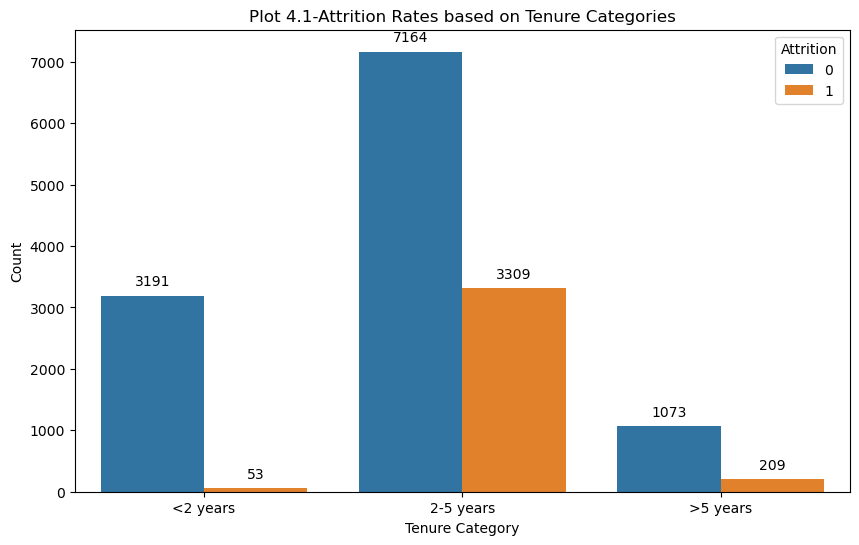 Plot 4.1-Attrition Rates based on Tenure Categories
Attrition
0
1
Count
7000
6000
5000
4000
3000
2000
1000
0
3191
53
7164
3309
1073
209
<2 years
2-5 years
>5 years
Tenure Category